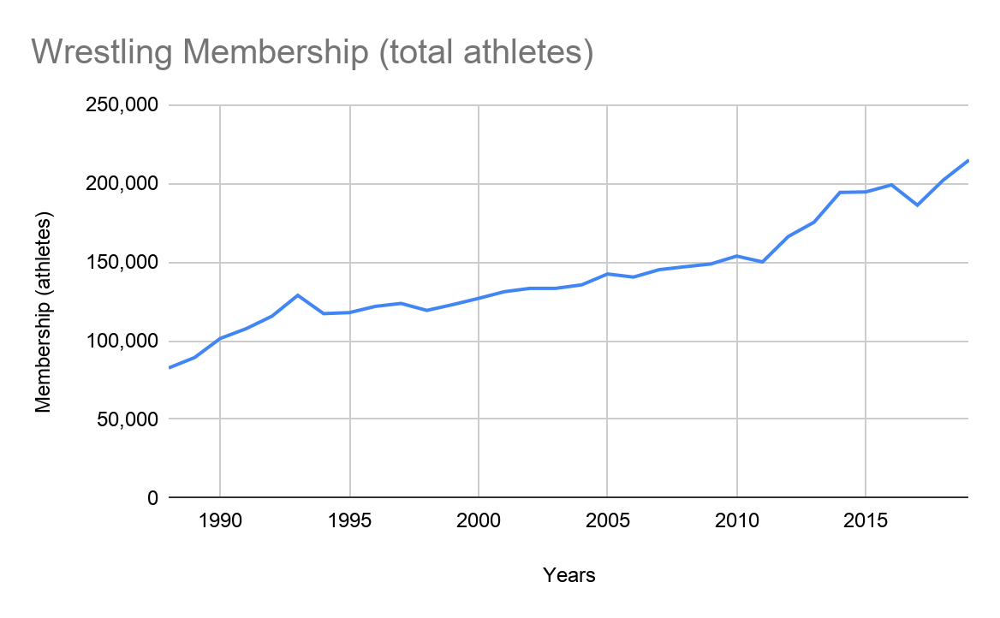 Wrestling Membership (total athletes)
250,000
200,000
150,000
100,000
50,000
0
Membership (athletes)
1990 1995 2000 2005 2010 2015
Years